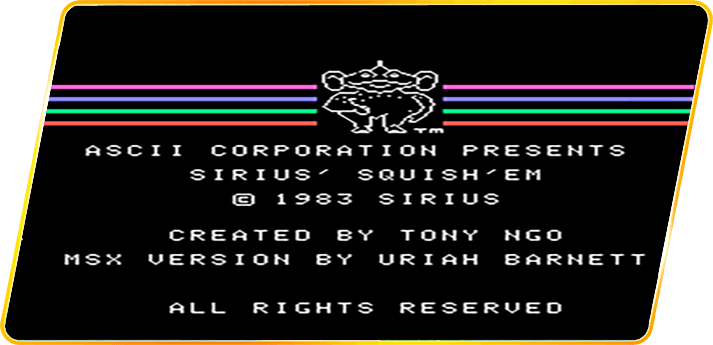 TM
ASCII CORPORATION PRESENTS
SIRIUS' SQUISH'EM
© 1983 SIRIUS
CREATED BY TONY NGO
MSX VERSION BY URIAH BARNETT
ALL RIGHTS RESERVED